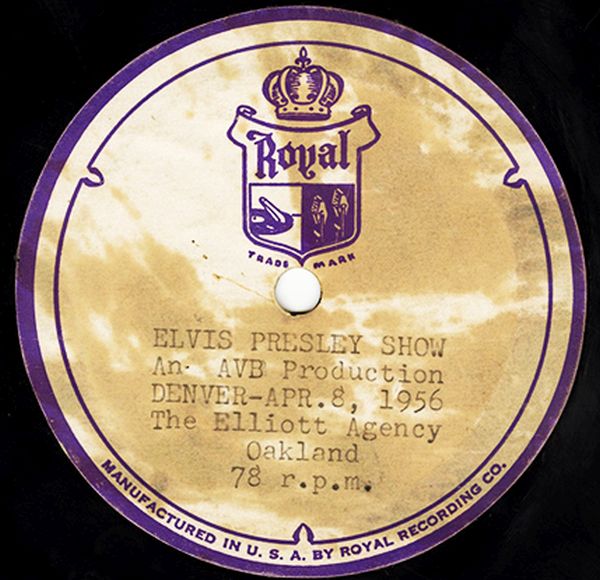 Royal
TRADE MARK
ELVIS PRESLEY SHOW
An AVB Production
DENVER-APR.8, 1956
The Elliott Agency
Oakland
78 r.p.m.
MANUFACTURED IN U. S. A. BY ROYAL RECORDING CO.